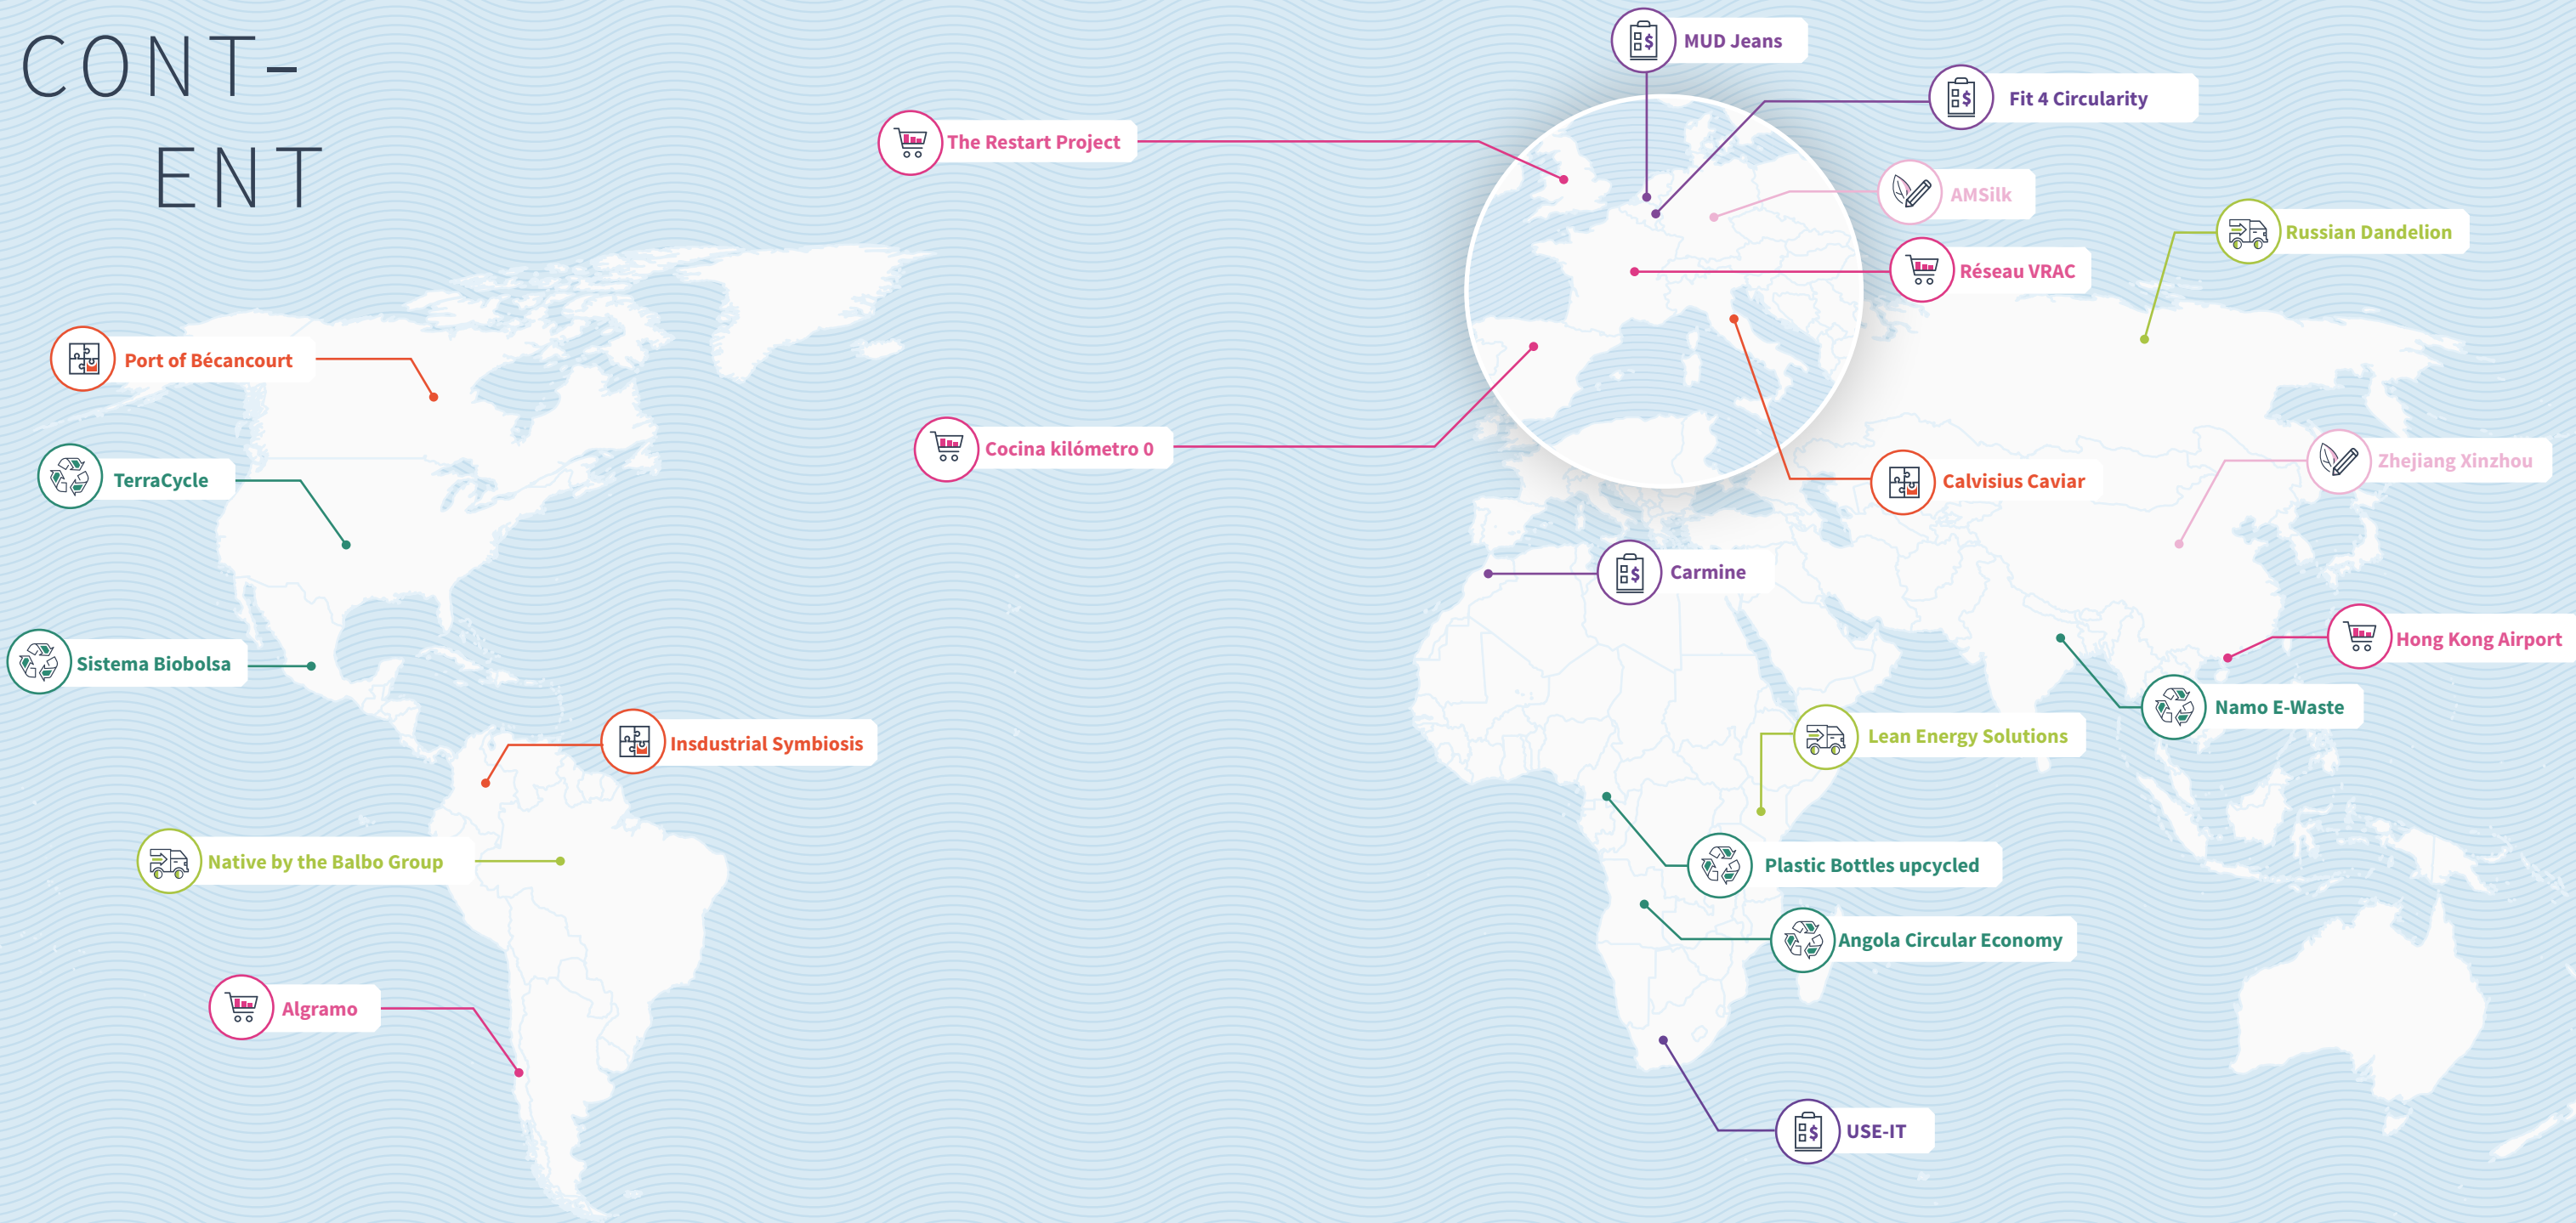 CONT-
ENT
MUD Jeans
Fit 4 Circularity
The Restart Project
AMSilk
Russian Dandelion
Réseau VRAC
Port of Bécancourt
Cocina kilómetro 0
Zhejiang Xinzhou
TerraCycle
Calvisius Caviar
Carmine
Hong Kong Airport
Sistema Biobolsa
Namo E-Waste
Lean Energy Solutions
Insdustrial Symbiosis
Native by the Balbo Group
Plastic Bottles upcycled
Angola Circular Economy
Algramo
USE-IT